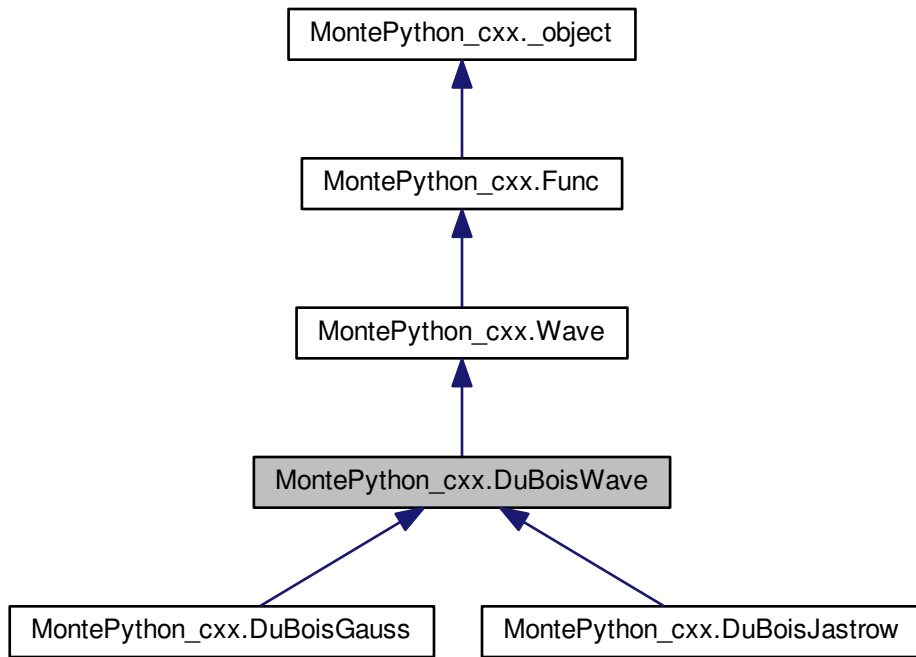 MontePython_cxx._object
MontePython_cxx.Func
MontePython_cxx.Wave
MontePython_cxx.DuBoisWave
MontePython_cxx.DuBoisGauss
MontePython_cxx.DuBoisJastrow